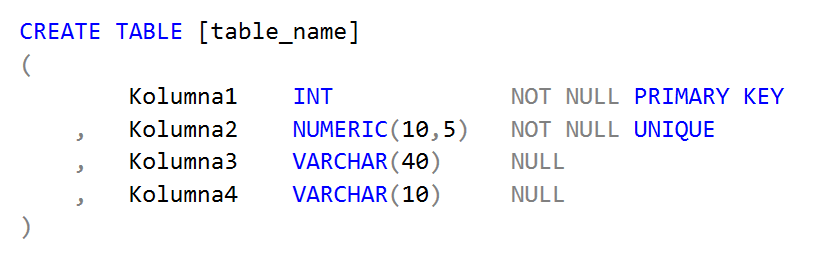 CREATE TABLE [table_name]
(
Kolumna1 INT NOT NULL PRIMARY KEY
, Kolumna2 NUMERIC(10,5) NOT NULL UNIQUE
, Kolumna3 VARCHAR(40) NULL
, Kolumna4 VARCHAR(10) NULL
)